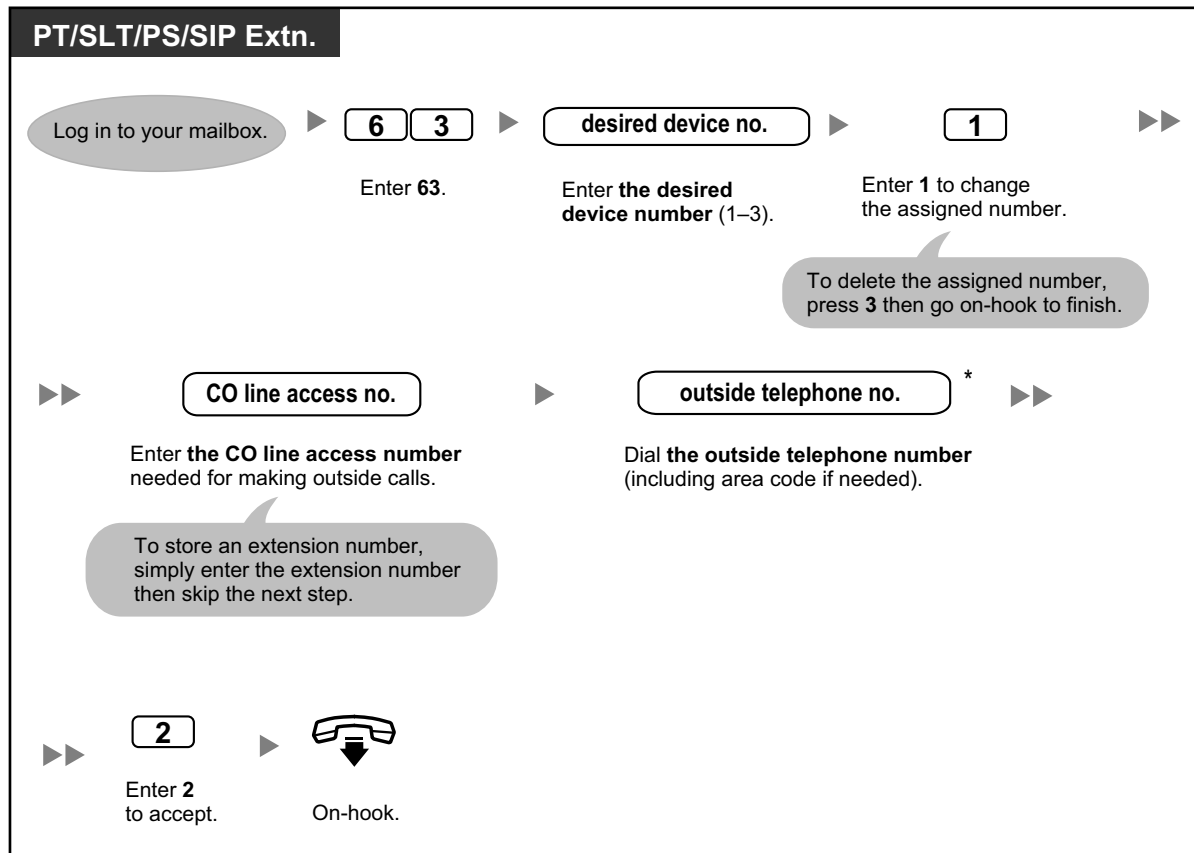 PT/SLT/PS/SIP Extn.
Log in to your mailbox.
6 3
Enter 63.
desired device no.
Enter the desired
device number (1–3).
1
Enter 1 to change
the assigned number.
To delete the assigned number,
press 3 then go on-hook to finish.
CO line access no.
Enter the CO line access number
needed for making outside calls.
To store an extension number,
simply enter the extension number
then skip the next step.
outside telephone no. *
Dial the outside telephone number
(including area code if needed).
2
Enter 2
to accept.
On-hook.